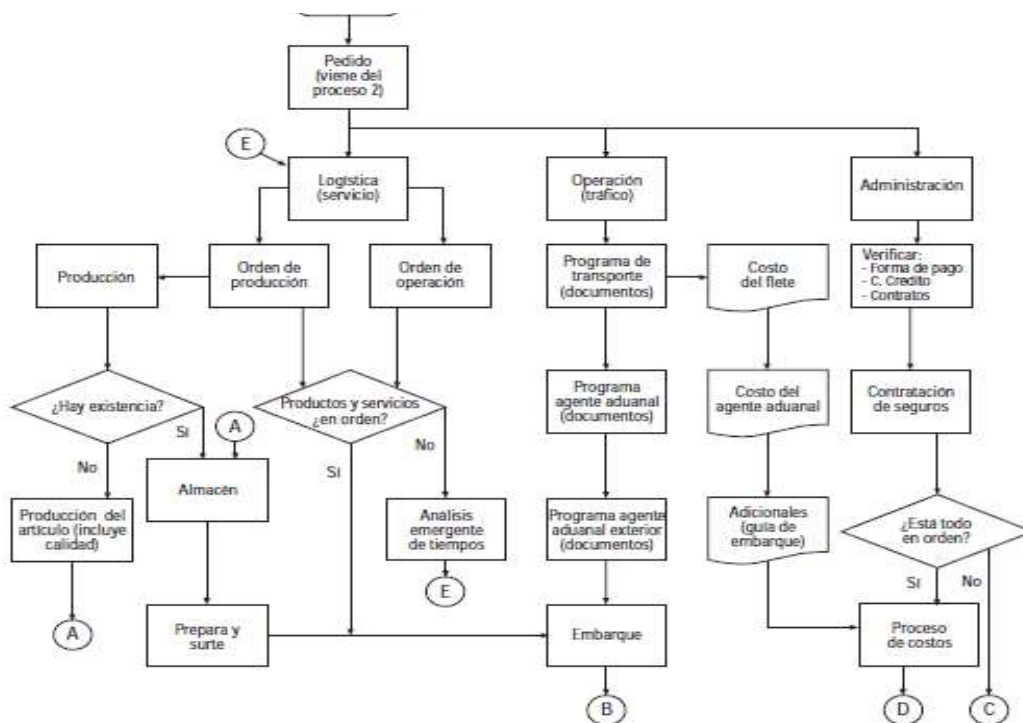 Pedido
(viene del
proceso 2)
E
Logística
(servicio)
Operación
(tráfico)
Administración
Producción
Orden de
producción
Orden de
operación
Programa de
transporte
(documentos)
Costo
del flete
Verificar:
- Forma de pago
- C. Credito
- Contratos
¿Hay existencia?
Sí
No
Productos y servicios
¿en orden?
Sí
No
Programa
agente aduanal
(documentos)
Costo del
agente aduanal
Contratación
de seguros
A
Almacén
Producción del
artículo (incluye
calidad)
Análisis
emergente
de tiempos
Programa agente
aduanal exterior
(documentos)
Adicionales
(guía de
embarque)
¿Está todo
en orden?
Sí
No
A
E
Prepara y
surte
Embarque
Proceso
de costos
B
D
C